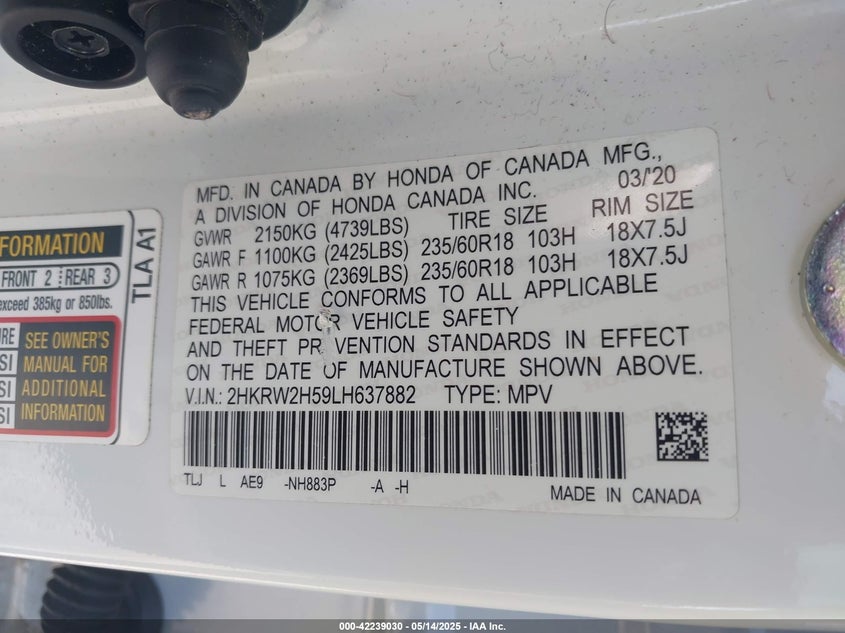 MFD. IN CANADA BY HONDA OF CANADA MFG.,
A DIVISION OF HONDA CANADA INC. 03/'20
GVWR 2150KG (4739LBS) TIRE SIZE RIM SIZE
GAWR F 1100KG (2425LBS) 235/60R18 103H 18X7.5J
GAWR R 1075KG (2369LBS) 235/60R18 103H 18X7.5J
THIS VEHICLE CONFORMS TO ALL APPLICABLE
FEDERAL MOTOR VEHICLE SAFETY
AND THEFT PR VENTION STANDARDS IN EFFECT
ON THE DATE OF MANUFACTURE SHOWN ABOVE.
V.I.N.: 2HKRW2H59LH637882 TYPE: MPV
TLJ L AE9 -NH883P -A -H
MADE IN CANADA
FORMATION
FRONT 2 REAR 3
exceed 385kg or 850lbs.
TLA A1
SEE OWNER'S
MANUAL FOR
ADDITIONAL
INFORMATION
000-42239030 - 05/14/2025 - IAA Inc.